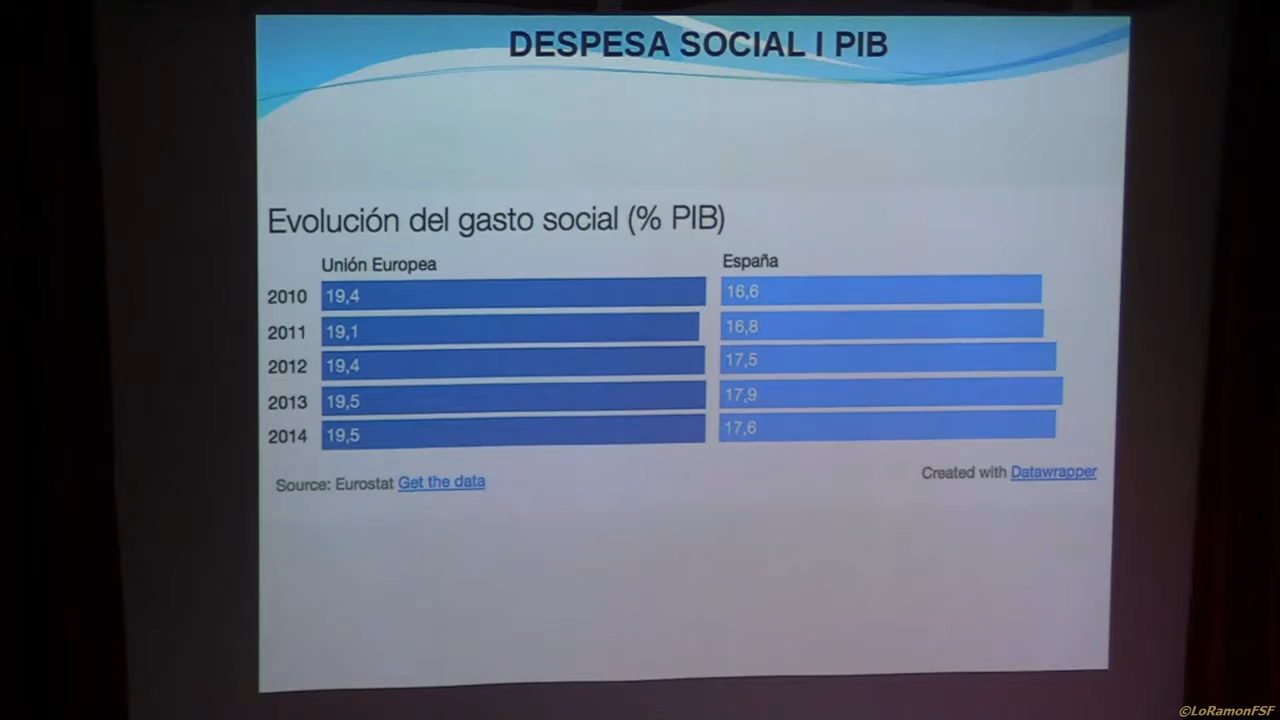 DESPESA SOCIAL I PIB
Evolución del gasto social (% PIB)
Unión Europea España
2010 19,4 16,6
2011 19,1 16,8
2012 19,4 17,5
2013 19,5 17,9
2014 19,5 17,6
Source: Eurostat Get the data
Created with Datawrapper
©LoRamonFSF